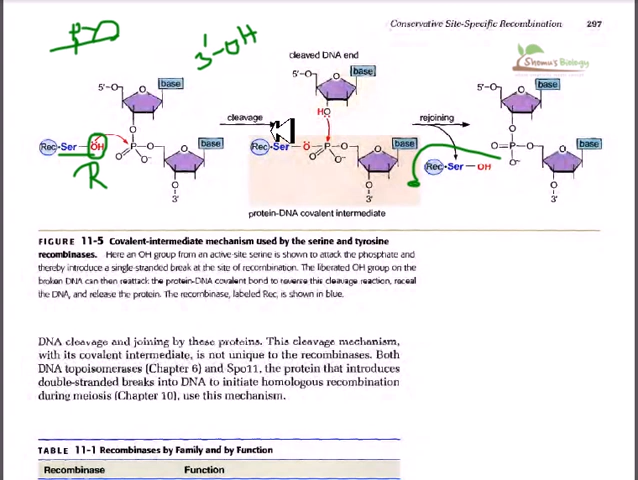 Conservative Site-Specific Recombination 297
3'-OH
Shomu's Biology
cleaved DNA end
5'-O
base
5'-O
base
5'-O
base
HO
cleavage
rejoining
Rec
Ser
OH
P
O
O
O-
base
Rec
Ser
O
P
O
O
O-
base
O
P
O
O-
base
Rec
Ser
OH
R
O
3'
O
3'
O
3'
protein-DNA covalent intermediate
FIGURE 11-5 Covalent-intermediate mechanism used by the serine and tyrosine
recombinases. Here an OH group from an active-site serine is shown to attack the phosphate and
thereby introduce a single-stranded break at the site of recombination. The liberated OH group on the
broken DNA can then reattack the protein-DNA covalent bond to reverse this cleavage reaction, reseal
the DNA, and release the protein. The recombinase, labeled Rec, is shown in blue.
DNA cleavage and joining by these proteins. This cleavage mechanism,
with its covalent intermediate, is not unique to the recombinases. Both
DNA topoisomerases (Chapter 6) and Spo11, the protein that introduces
double-stranded breaks into DNA to initiate homologous recombination
during meiosis (Chapter 10), use this mechanism.
TABLE 11-1 Recombinases by Family and by Function
Recombinase Function